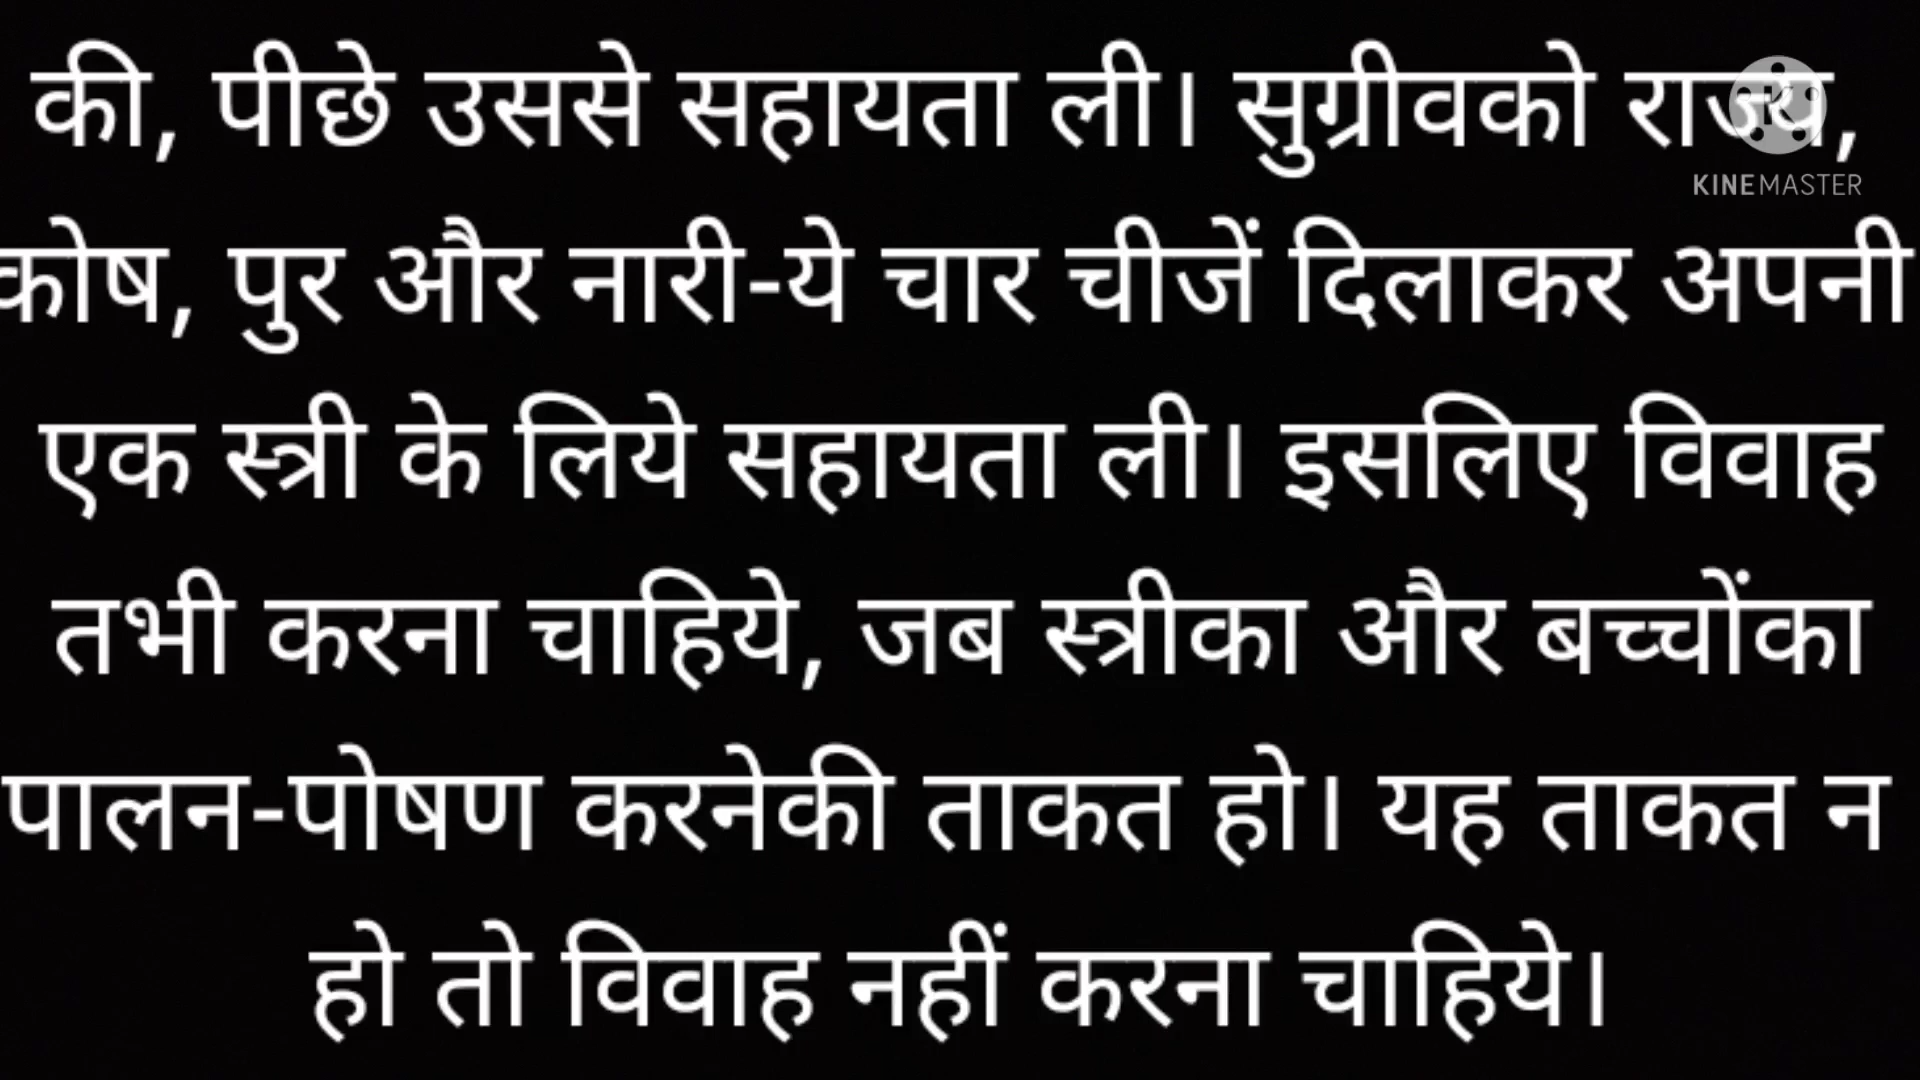 की, पीछे उससे सहायता ली। सुग्रीवको राज्य,
KINEMASTER
कोष, पुर और नारी-ये चार चीजें दिलाकर अपनी
एक स्त्री के लिये सहायता ली। इसलिए विवाह
तभी करना चाहिये, जब स्त्रीका और बच्चोंका
पालन-पोषण करनेकी ताकत हो। यह ताकत न
हो तो विवाह नहीं करना चाहिये।